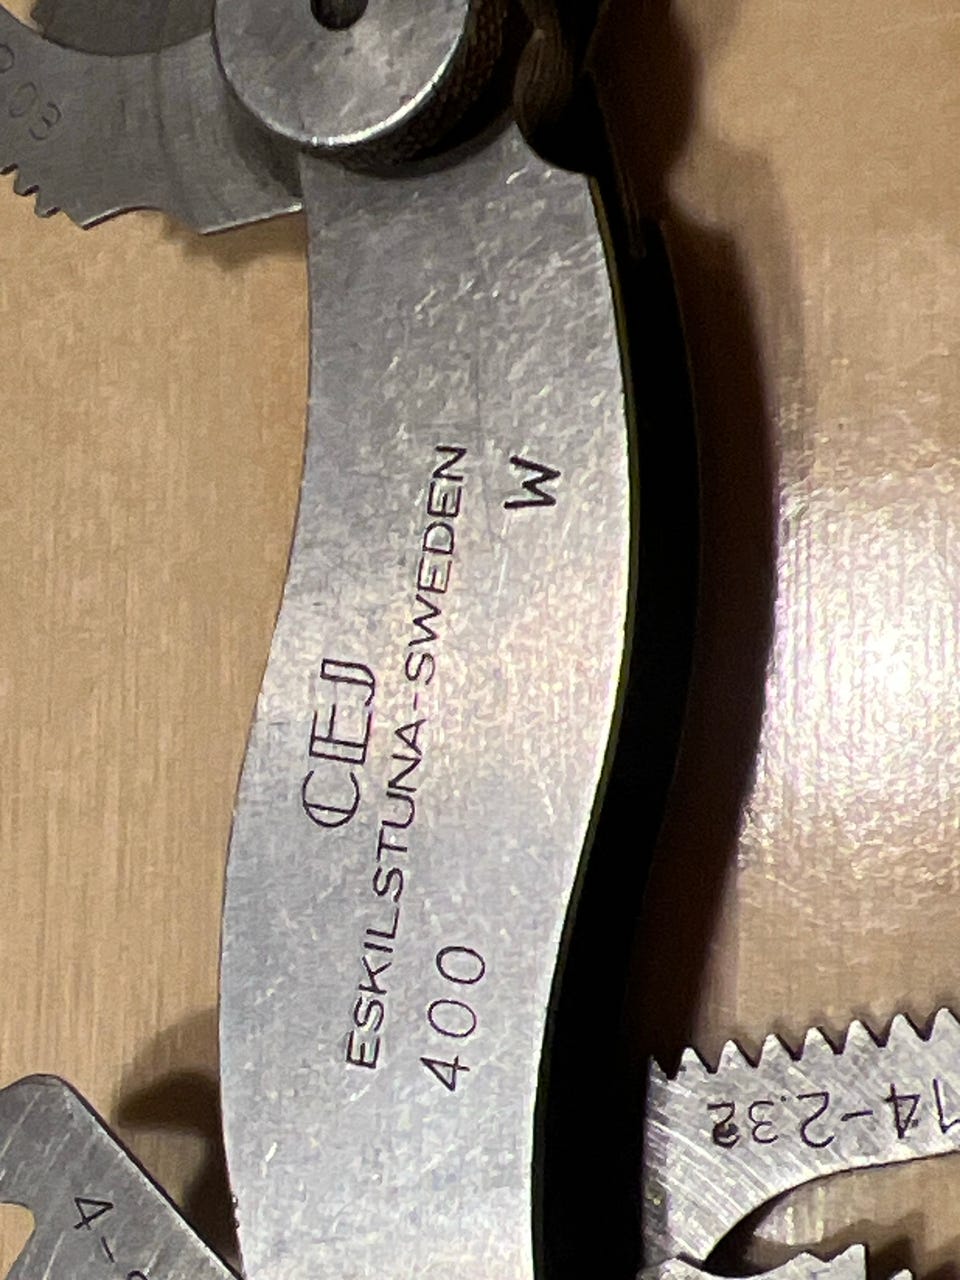 CEJ
ESKILSTUNA-SWEDEN
400
W
14-2.32